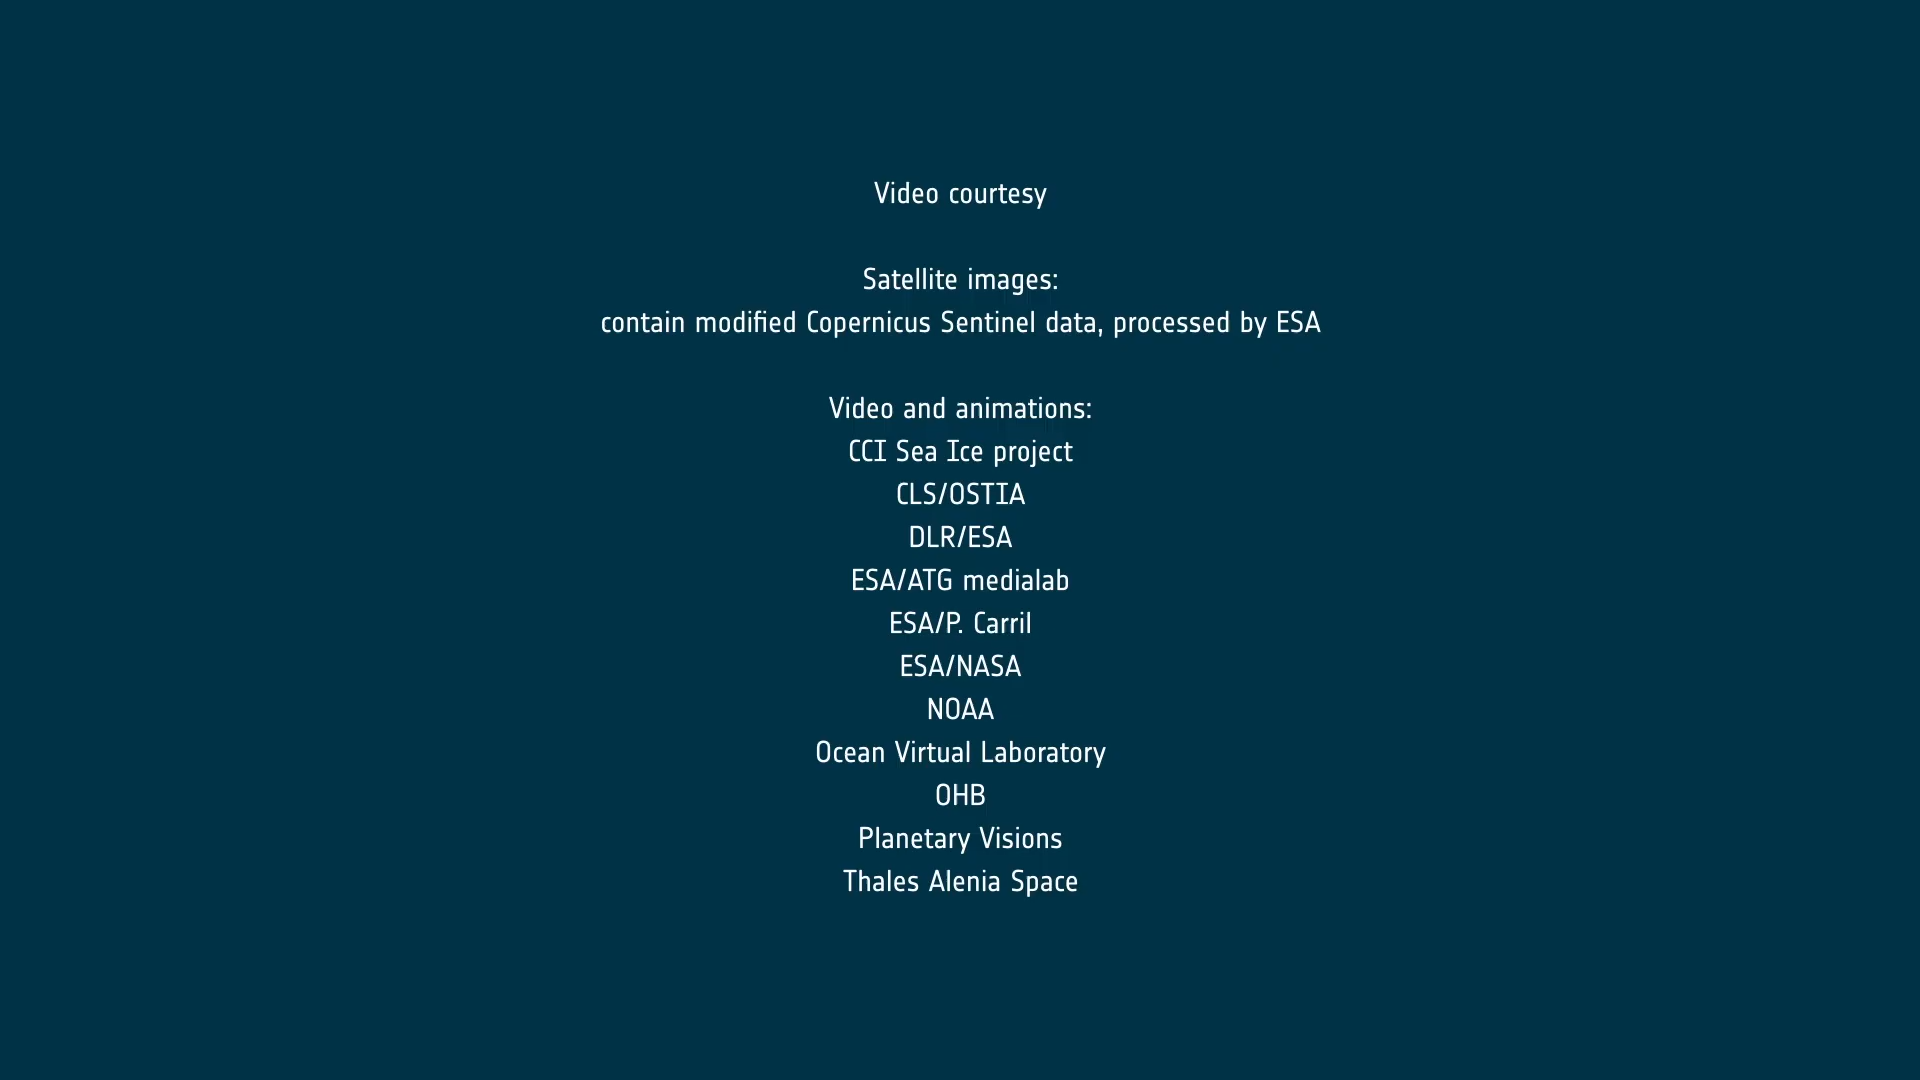 Video courtesy
Satellite images:
contain modified Copernicus Sentinel data, processed by ESA
Video and animations:
CCI Sea Ice project
CLS/OSTIA
DLR/ESA
ESA/ATG medialab
ESA/P. Carril
ESA/NASA
NOAA
Ocean Virtual Laboratory
OHB
Planetary Visions
Thales Alenia Space